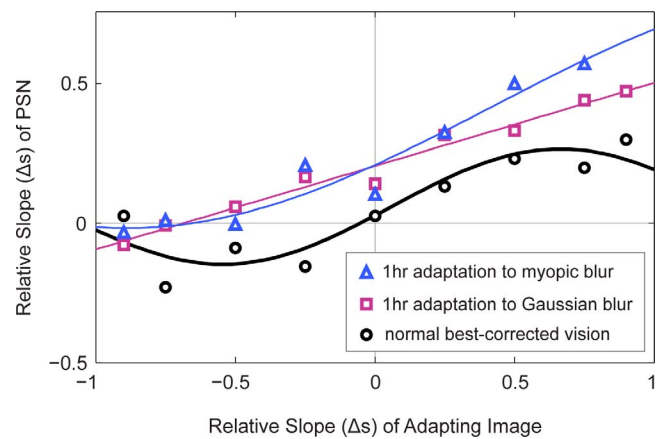 Relative Slope (Δs) of PSN
0.5
0
−0.5
−1
−0.5
0
0.5
1
1hr adaptation to myopic blur
1hr adaptation to Gaussian blur
normal best-corrected vision
Relative Slope (Δs) of Adapting Image